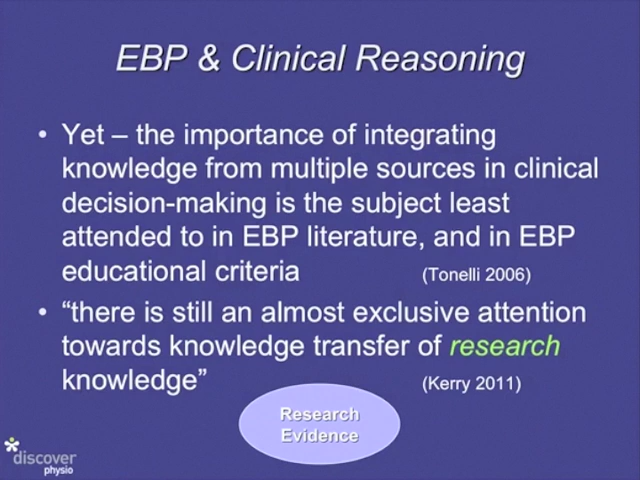 EBP & Clinical Reasoning
• Yet – the importance of integrating
knowledge from multiple sources in clinical
decision-making is the subject least
attended to in EBP literature, and in EBP
educational criteria (Tonelli 2006)
• “there is still an almost exclusive attention
towards knowledge transfer of research
knowledge” (Kerry 2011)
Research
Evidence
discover
physio